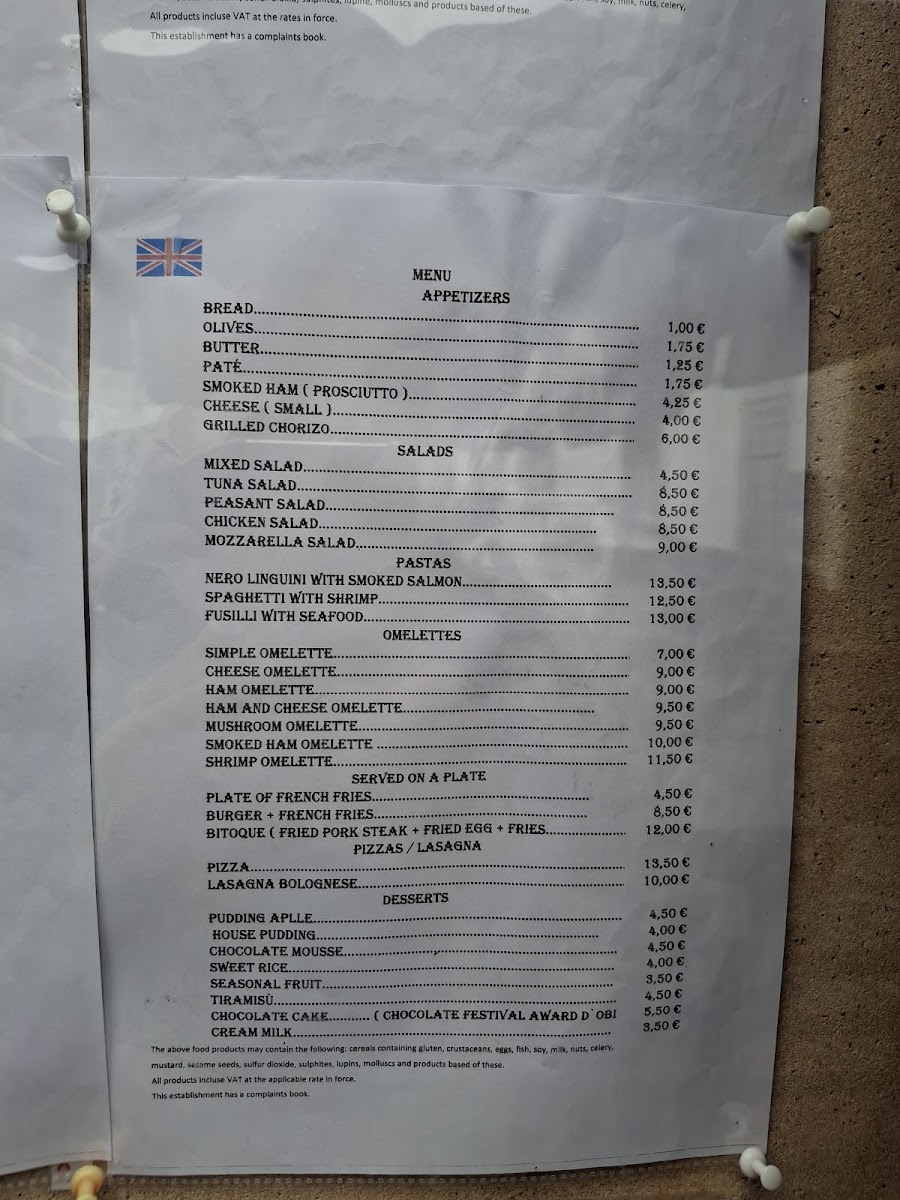 molluscs and products based of these.
milk, nuts, celery,
All products incluse VAT at the rates in force.
This establishment has a complaints book.
MENU
APPETIZERS
BREAD 1,00 €
OLIVES 1,75 €
BUTTER 1,25 €
PATÉ 1,75 €
SMOKED HAM ( PROSCIUTTO ) 4,25 €
CHEESE ( SMALL ) 4,00 €
GRILLED CHORIZO 6,00 €
SALADS
MIXED SALAD 4,50 €
TUNA SALAD 8,50 €
PEASANT SALAD 8,50 €
CHICKEN SALAD 8,50 €
MOZZARELLA SALAD 9,00 €
PASTAS
NERO LINGUINI WITH SMOKED SALMON 13,50 €
SPAGHETTI WITH SHRIMP 12,50 €
FUSILLI WITH SEAFOOD 13,00 €
OMELETTES
SIMPLE OMELETTE 7,00 €
CHEESE OMELETTE 9,00 €
HAM OMELETTE 9,00 €
HAM AND CHEESE OMELETTE 9,50 €
MUSHROOM OMELETTE 9,50 €
SMOKED HAM OMELETTE 10,00 €
SHRIMP OMELETTE 11,50 €
SERVED ON A PLATE
PLATE OF FRENCH FRIES 4,50 €
BURGER + FRENCH FRIES 8,50 €
BITOQUE ( FRIED PORK STEAK + FRIED EGG + FRIES 12,00 €
PIZZAS / LASAGNA
PIZZA 13,50 €
LASAGNA BOLOGNESE 10,00 €
DESSERTS
PUDDING APLLE 4,50 €
HOUSE PUDDING 4,00 €
CHOCOLATE MOUSSE 4,50 €
SWEET RICE 4,00 €
SEASONAL FRUIT 3,50 €
TIRAMISÙ 4,50 €
CHOCOLATE CAKE ( CHOCOLATE FESTIVAL AWARD D`OBI 5,50 €
CREAM MILK 3,50 €
The above food products may contain the following: cereals containing gluten, crustaceans, eggs, fish, soy, milk, nuts, celery,
mustard, sesame seeds, sulfur dioxide, sulphites, lupins, molluscs and products based of these.
All products incluse VAT at the applicable rate in force.
This establishment has a complaints book.